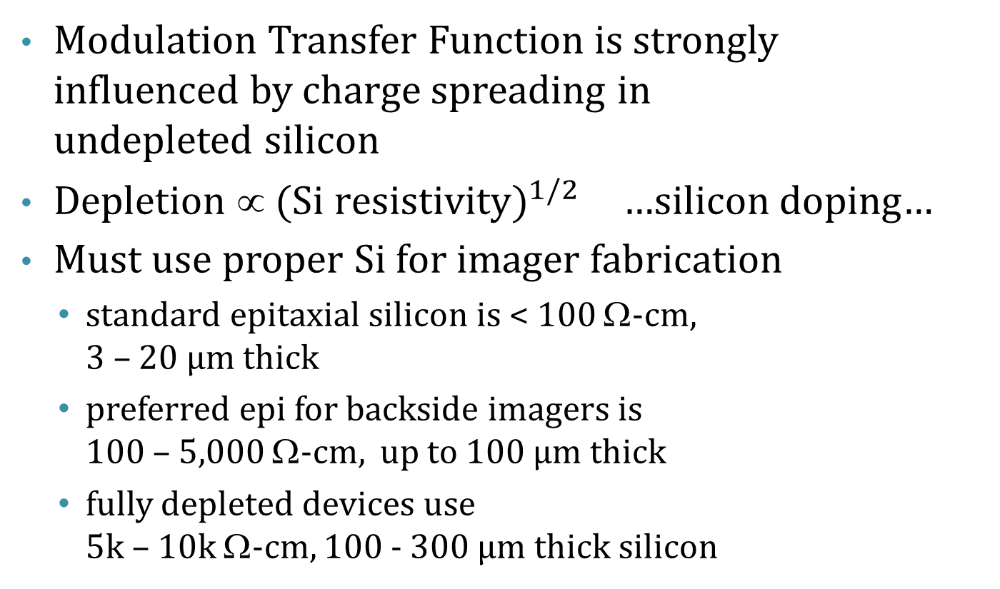 • Modulation Transfer Function is strongly
influenced by charge spreading in
undepleted silicon
• Depletion ∝ (Si resistivity)^1/2 ...silicon doping...
• Must use proper Si for imager fabrication
• standard epitaxial silicon is < 100 Ω-cm,
3 – 20 μm thick
• preferred epi for backside imagers is
100 – 5,000 Ω-cm, up to 100 μm thick
• fully depleted devices use
5k – 10k Ω-cm, 100 - 300 μm thick silicon